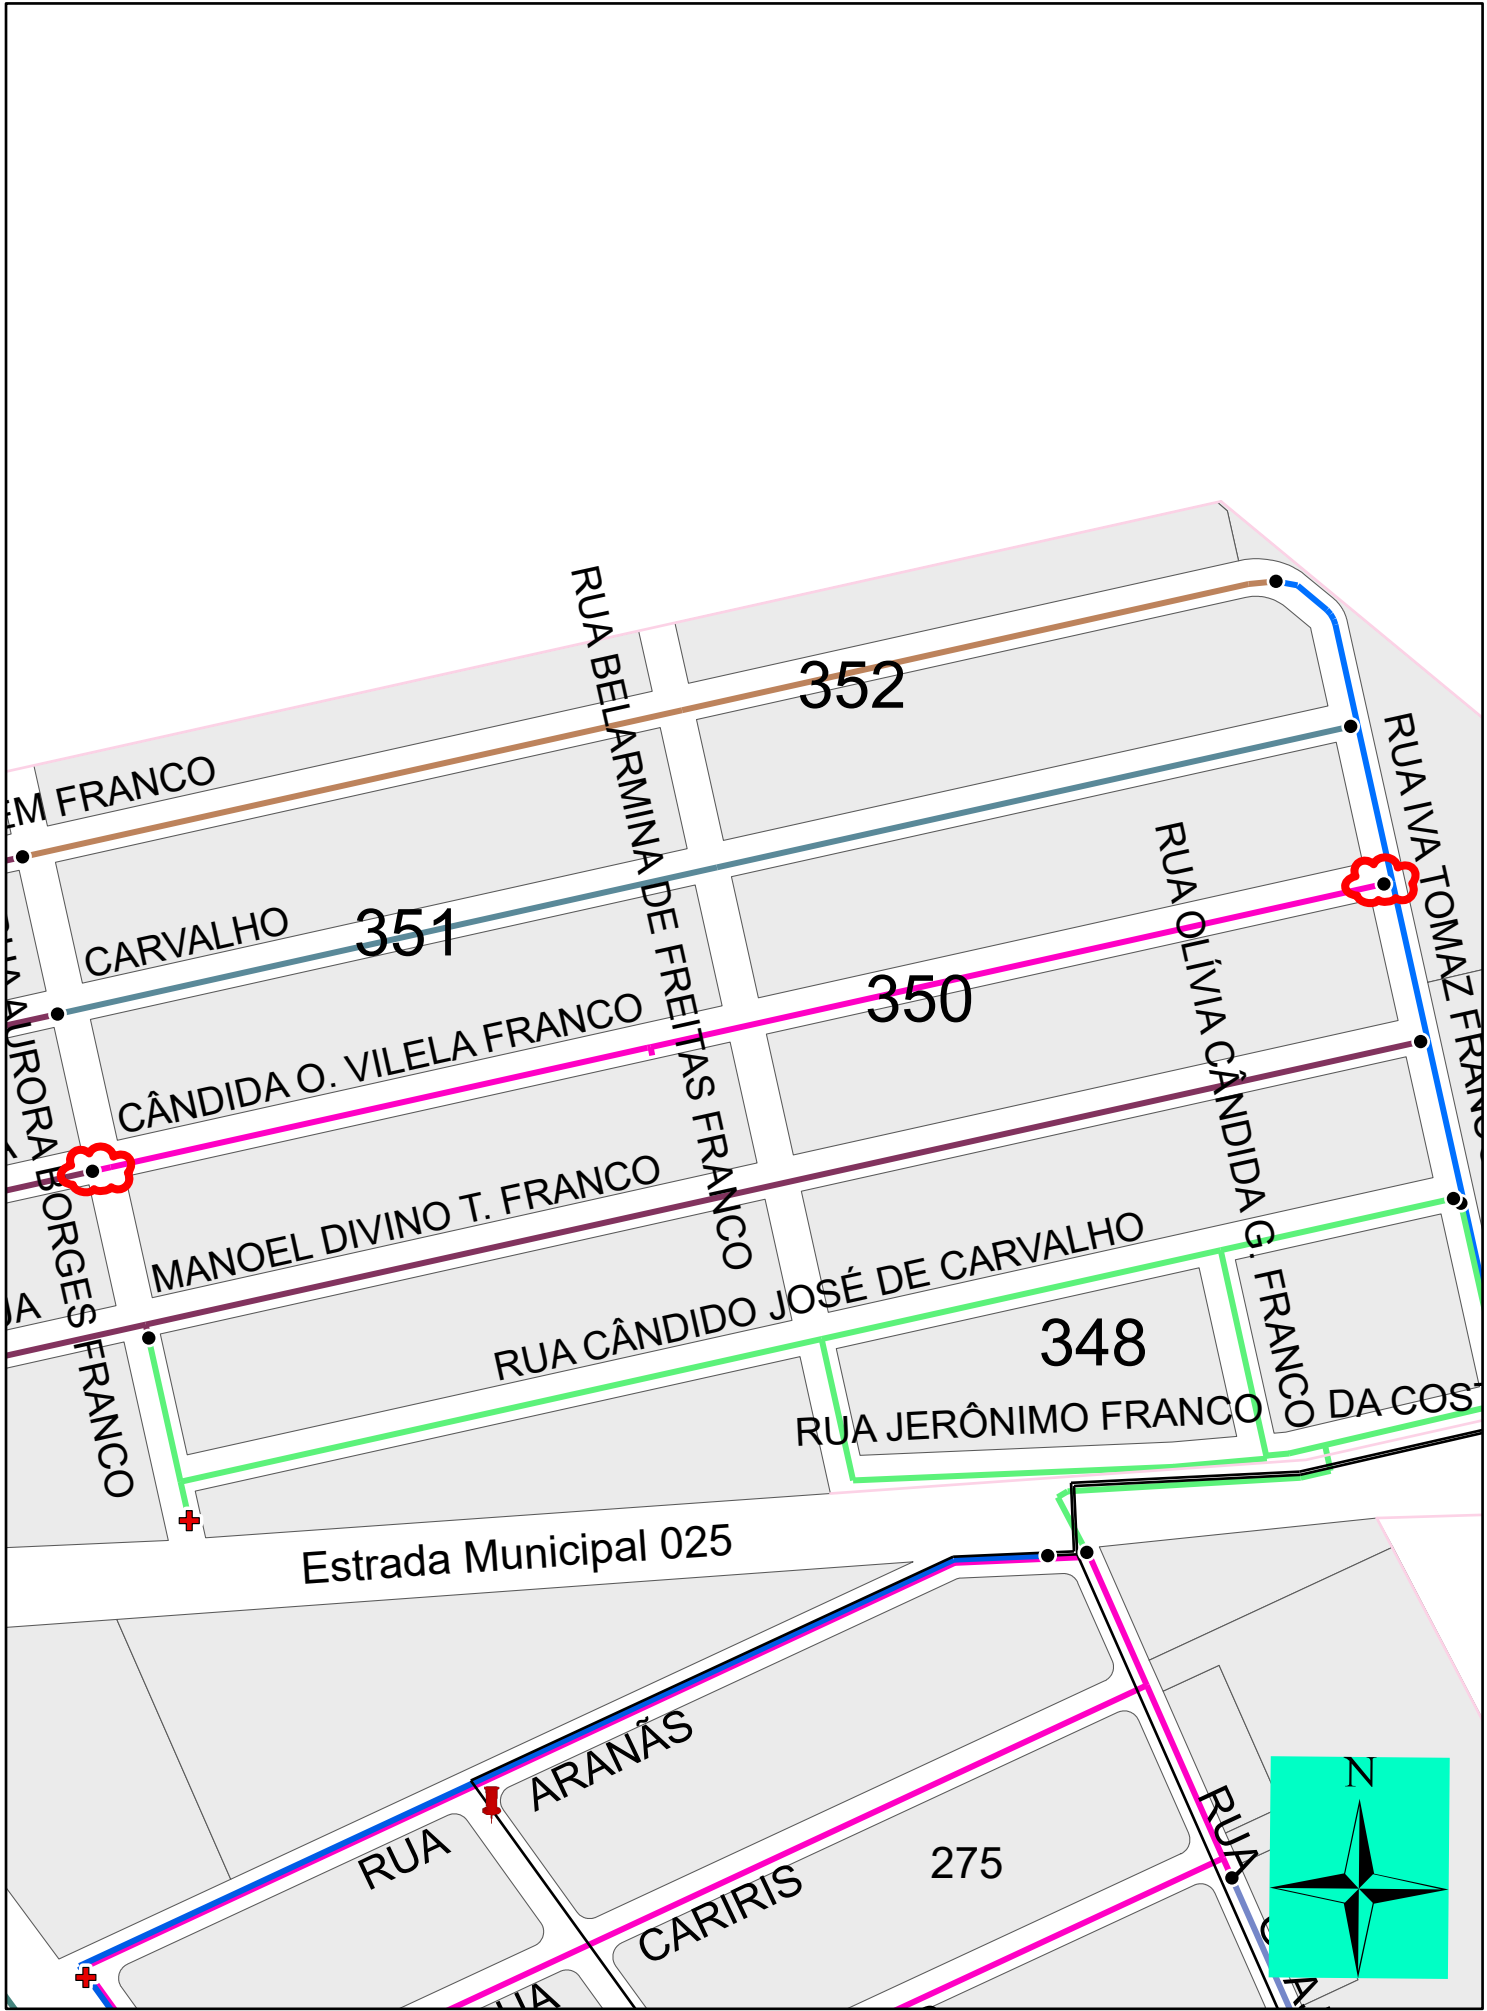 RUA BELARMINA DE FREITAS FRANCO
352
EM FRANCO
RUA IVA TOMAZ FRANCO
RUA OLÍVIA CÂNDIDA G. FRANCO
CARVALHO
351
350
CÂNDIDA O. VILELA FRANCO
AURORA BORGES FRANCO
MANOEL DIVINO T. FRANCO
RUA CÂNDIDO JOSÉ DE CARVALHO
348
RUA JERÔNIMO FRANCO DA COST
Estrada Municipal 025
RUA ARANÃS
275
CARIRIS
RUA
N